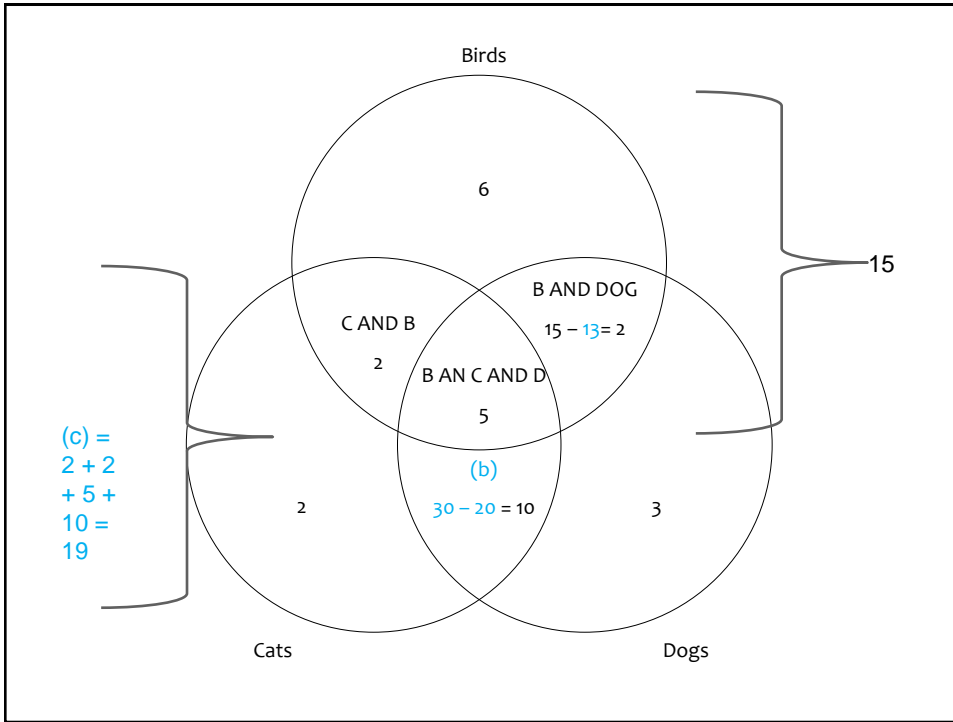 Birds
6
15
B AND DOG
15 – 13= 2
C AND B
2
B AN C AND D
5
(b)
30 – 20 = 10
(c) =
2 + 2
+ 5 +
10 =
19
2
3
Cats
Dogs